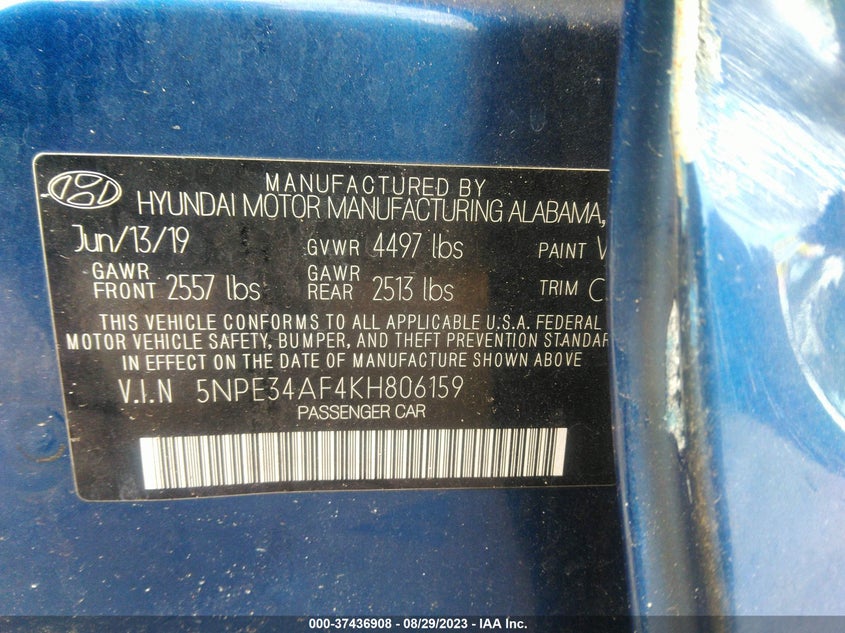 MANUFACTURED BY
HYUNDAI MOTOR MANUFACTURING ALABAMA,
Jun/13/19 GVWR 4497 lbs PAINT V
GAWR FRONT 2557 lbs GAWR REAR 2513 lbs TRIM C
THIS VEHICLE CONFORMS TO ALL APPLICABLE U.S.A. FEDERAL
MOTOR VEHICLE SAFETY, BUMPER, AND THEFT PREVENTION STANDAR
IN EFFECT ON THE DATE OF MANUFACTURE SHOWN ABOVE
V.I.N 5NPE34AF4KH806159
PASSENGER CAR
000-37436908 - 08/29/2023 - IAA Inc.